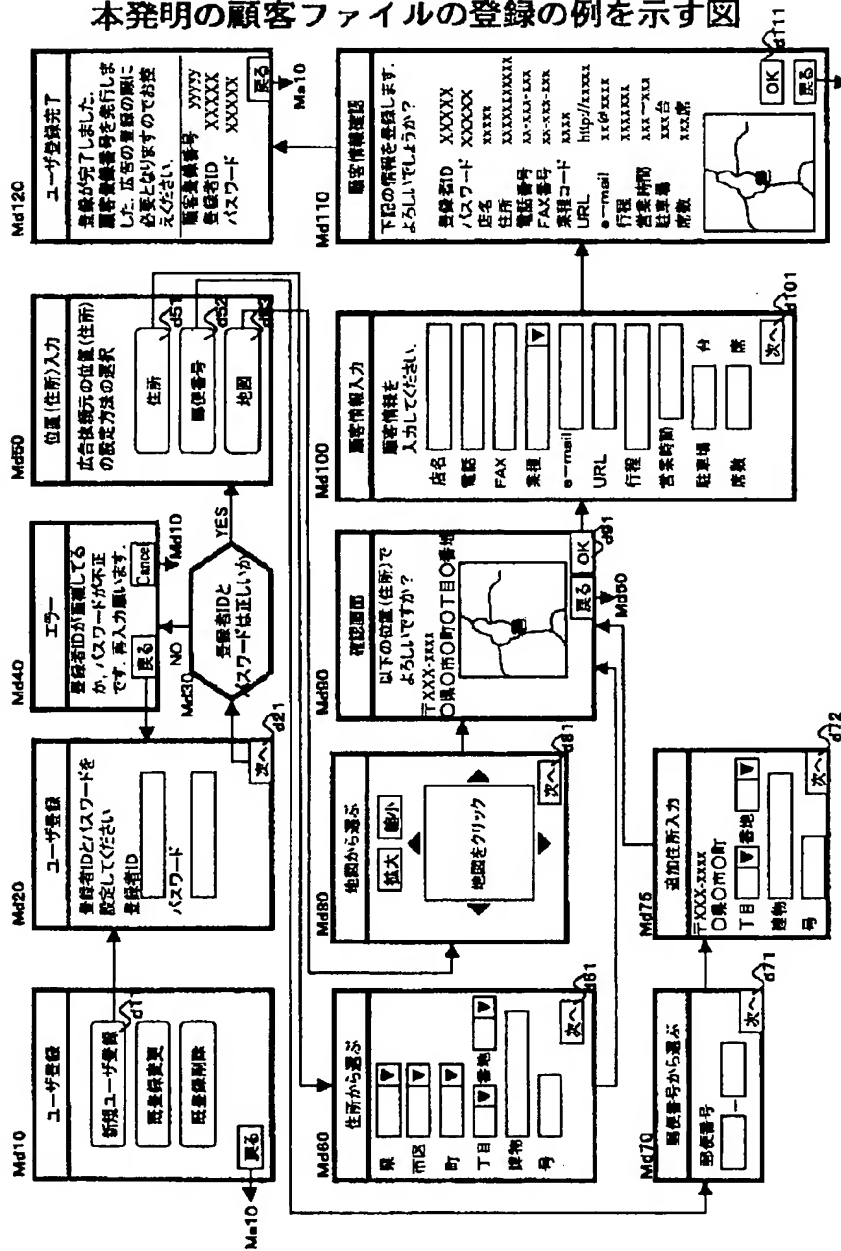 本発明の顧客ファイルの登録の例を示す図
Md10
ユーザ登録
新規ユーザ登録
d11
既登録変更
既登録削除
戻る
Ma10
Md20
ユーザ登録
登録者IDとパスワードを
設定してください
登録者ID
パスワード
次へ
d21
Md30
登録者IDと
パスワードは正しいか
NO
YES
Md40
エラー
登録者IDが重複してる
か、パスワードが不正
です。再入力願います。
戻る
Cancel
Md10
Md50
位置(住所)入力
広告依頼元の位置(住所)
の設定方法の選択
住所
d51
郵便番号
d52
地図
d53
Md120
ユーザ登録完了
登録が完了しました。
顧客登録番号を発行しま
した。広告の登録の際に
必要となりますのでお控
えください。
顧客登録番号 yyyyy
登録者ID XXXXX
パスワード XXXXX
戻る
Ma10
Md60
住所から選ぶ
県
市区
町
丁目
番地
建物
号
次へ
d61
Md70
郵便番号から選ぶ
郵便番号
－
次へ
d71
Md80
地図から選ぶ
拡大 縮小
地図をクリック
次へ
d81
Md75
追加住所入力
〒XXX-xxxx
○県○市○町
丁目
番地
建物
号
次へ
d72
Md90
確認画面
以下の位置(住所)で
よろしいですか？
〒XXX-xxxx
○県○市○町○丁目○番地
戻る
OK
d91
Md50
Md100
顧客情報入力
顧客情報を
入力してください。
店名
電話
FAX
業種
e－mail
URL
行程
営業時間
駐車場 台
席数 席
次へ
d101
Md110
顧客情報確認
下記の情報を登録します。
よろしいでしょうか？
登録者ID XXXXX
パスワード XXXXX
店名 xxxxx
住所 xxxxxxxxxx
電話番号 xx-xxx-xxx
FAX番号 xx-xxx-xxx
業種コード xxxx
URL http://xxxxx
e－mail xx@xxxx
行程 xxxxxxx
営業時間 xxx～xxx
駐車場 xxx台
席数 xxx席
OK
d111
戻る